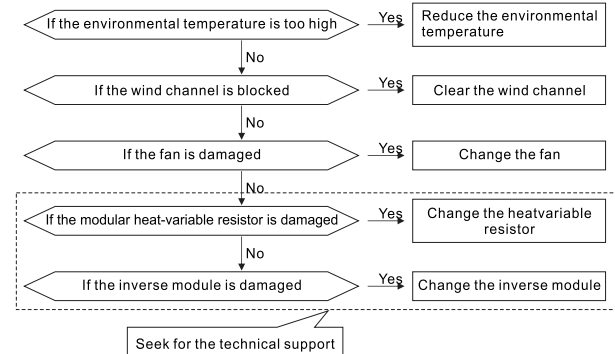 If the environmental temperature is too high
Yes
Reduce the environmental
temperature
No
If the wind channel is blocked
Yes
Clear the wind channel
No
If the fan is damaged
Yes
Change the fan
No
If the modular heat-variable resistor is damaged
Yes
Change the heatvariable
resistor
No
If the inverse module is damaged
Yes
Change the inverse module
Seek for the technical support